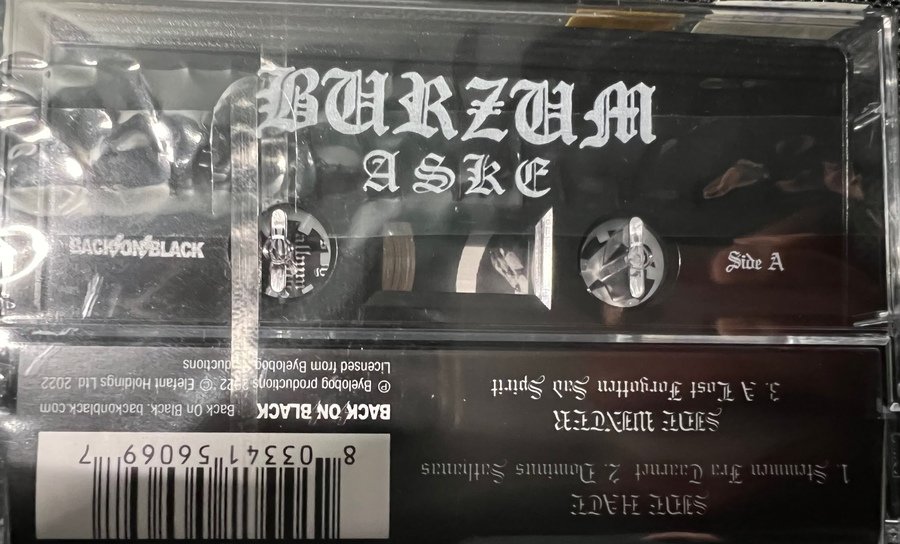 BURZUM
ASKE
BACK ON BLACK
Side A
SIDE HATE
1. Stemmen Fra Taarnet 2. Dominus Sathanas
SIDE WINTER
3. A Lost Forgotten Sad Spirit
8 03341 56069 7
BACK ON BLACK Back On Black. backonblack.com
Ⓟ Byelobog productions 2022 © Elefant Holdings Ltd 2022
Licensed from Byelobog productions